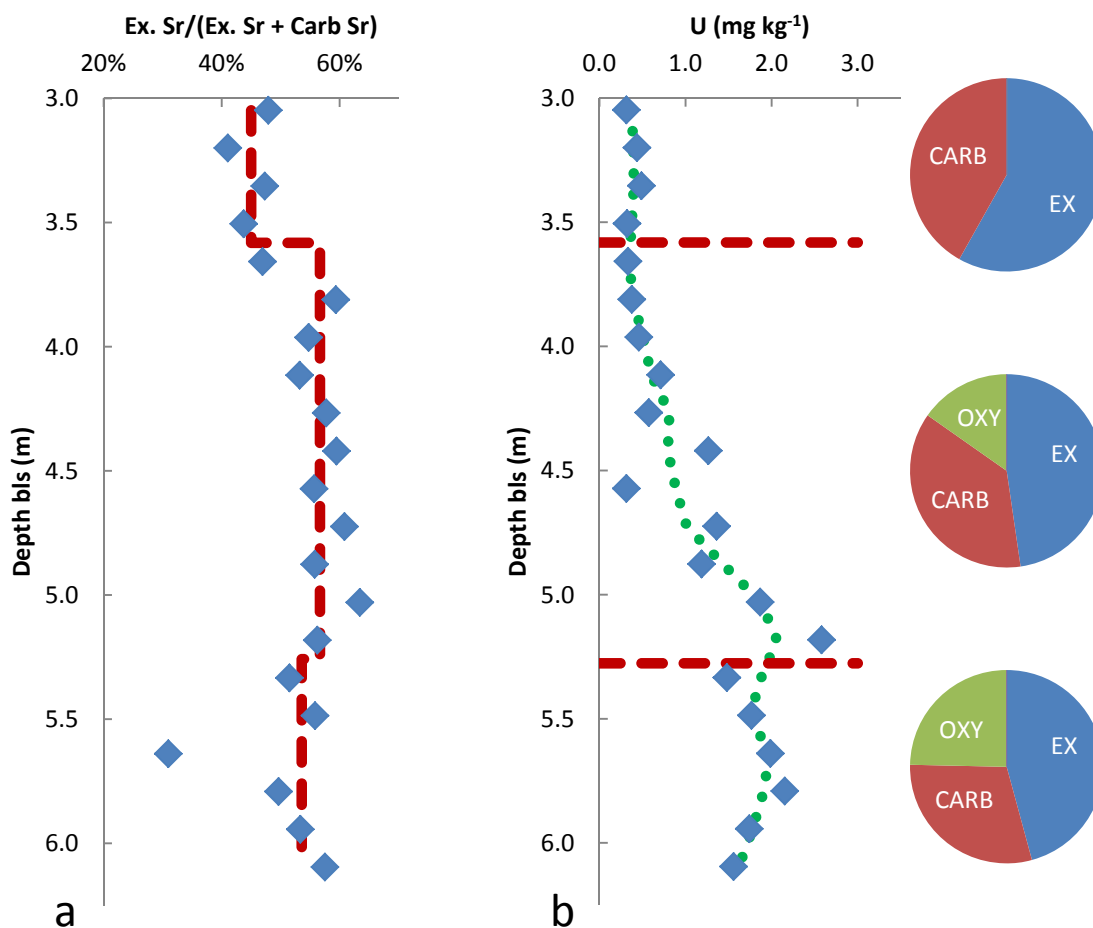 Ex. Sr/(Ex. Sr + Carb Sr)
20% 40% 60%
3.0
3.5
4.0
4.5
5.0
5.5
6.0
Depth bls (m)
a
U (mg kg⁻¹)
0.0 1.0 2.0 3.0
3.0
3.5
4.0
4.5
5.0
5.5
6.0
Depth bls (m)
b
CARB
EX
OXY
EX
CARB
OXY
EX
CARB